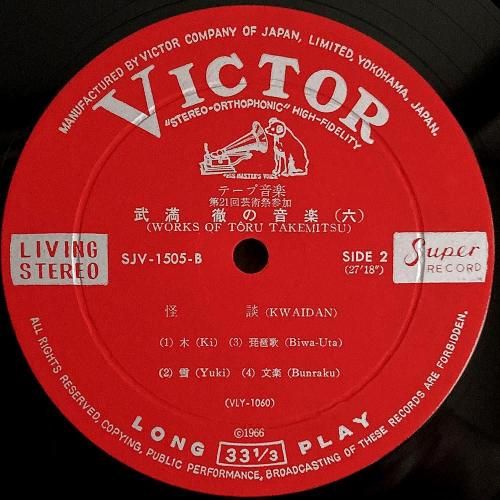 MANUFACTURED BY VICTOR COMPANY OF JAPAN, LIMITED, YOKOHAMA, JAPAN.
VICTOR
"STEREO-ORTHOPHONIC" HIGH-FIDELITY
"HIS MASTER'S VOICE"
テープ音楽
第21回芸術祭参加
武満 徹の音楽(六)
(WORKS OF TŌRU TAKEMITSU)
LIVING STEREO
SJV-1505-B
SIDE 2
(27'18")
Super RECORD
怪 談 (KWAIDAN)
(1) 木 (Ki) (3) 琵琶歌 (Biwa-Uta)
(2) 雪 (Yuki) (4) 文楽 (Bunraku)
(VLY-1060)
©1966
LONG 33 1/3 PLAY
ALL RIGHTS RESERVED, COPYING, PUBLIC PERFORMANCE, BROADCASTING OF THESE RECORDS ARE FORBIDDEN.